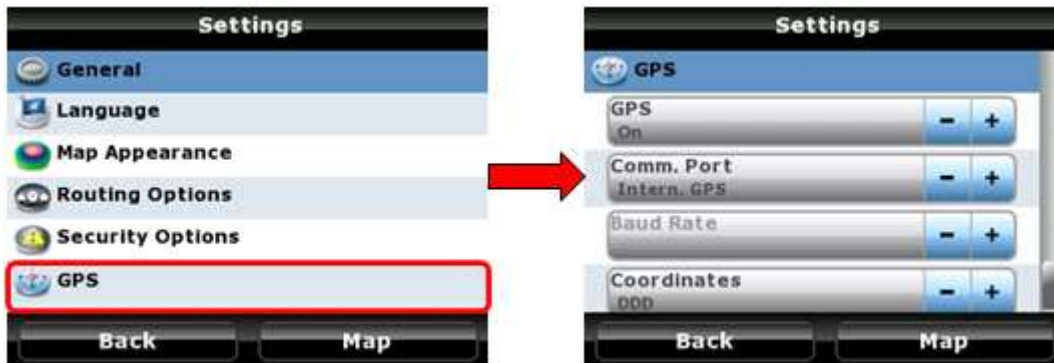 Settings
General
Language
Map Appearance
Routing Options
Security Options
GPS
Back Map
Settings
GPS
GPS
On
- +
Comm. Port
Intern. GPS
- +
Baud Rate
- +
Coordinates
DDD
- +
Back Map